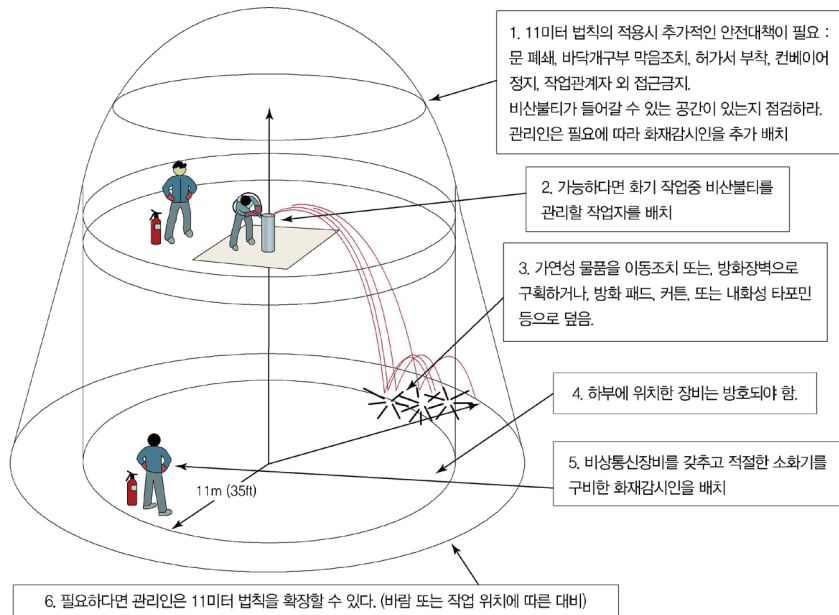 1. 11미터 법칙의 적용시 추가적인 안전대책이 필요 :
문 폐쇄, 바닥개구부 막음조치, 허가서 부착, 컨베이어
정지, 작업관계자 외 접근금지.
비산불티가 들어갈 수 있는 공간이 있는지 점검하라.
관리인은 필요에 따라 화재감시인을 추가 배치
2. 가능하다면 화기 작업중 비산불티를
관리할 작업자를 배치
3. 가연성 물품을 이동조치 또는, 방화장벽으로
구획하거나, 방화 패드, 커튼, 또는 내화성 타포민
등으로 덮음.
4. 하부에 위치한 장비는 방호되야 함.
5. 비상통신장비를 갖추고 적절한 소화기를
구비한 화재감시인을 배치
11m (35ft)
6. 필요하다면 관리인은 11미터 법칙을 확장할 수 있다. (바람 또는 작업 위치에 따른 대비)